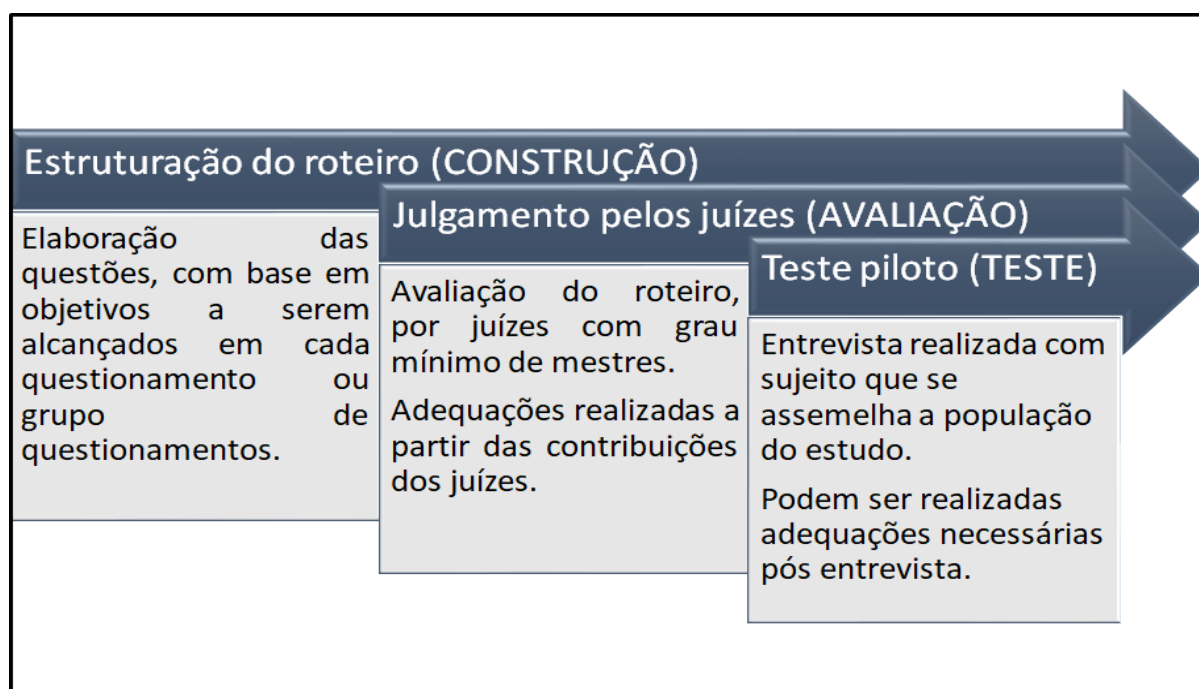 Estruturação do roteiro (CONSTRUÇÃO)
Elaboração das
questões, com base em
objetivos a serem
alcançados em cada
questionamento ou
grupo de
questionamentos.
Julgamento pelos juízes (AVALIAÇÃO)
Avaliação do roteiro,
por juízes com grau
mínimo de mestres.
Adequações realizadas a
partir das contribuições
dos juízes.
Teste piloto (TESTE)
Entrevista realizada com
sujeito que se
assemelha a população
do estudo.
Podem ser realizadas
adequações necessárias
pós entrevista.